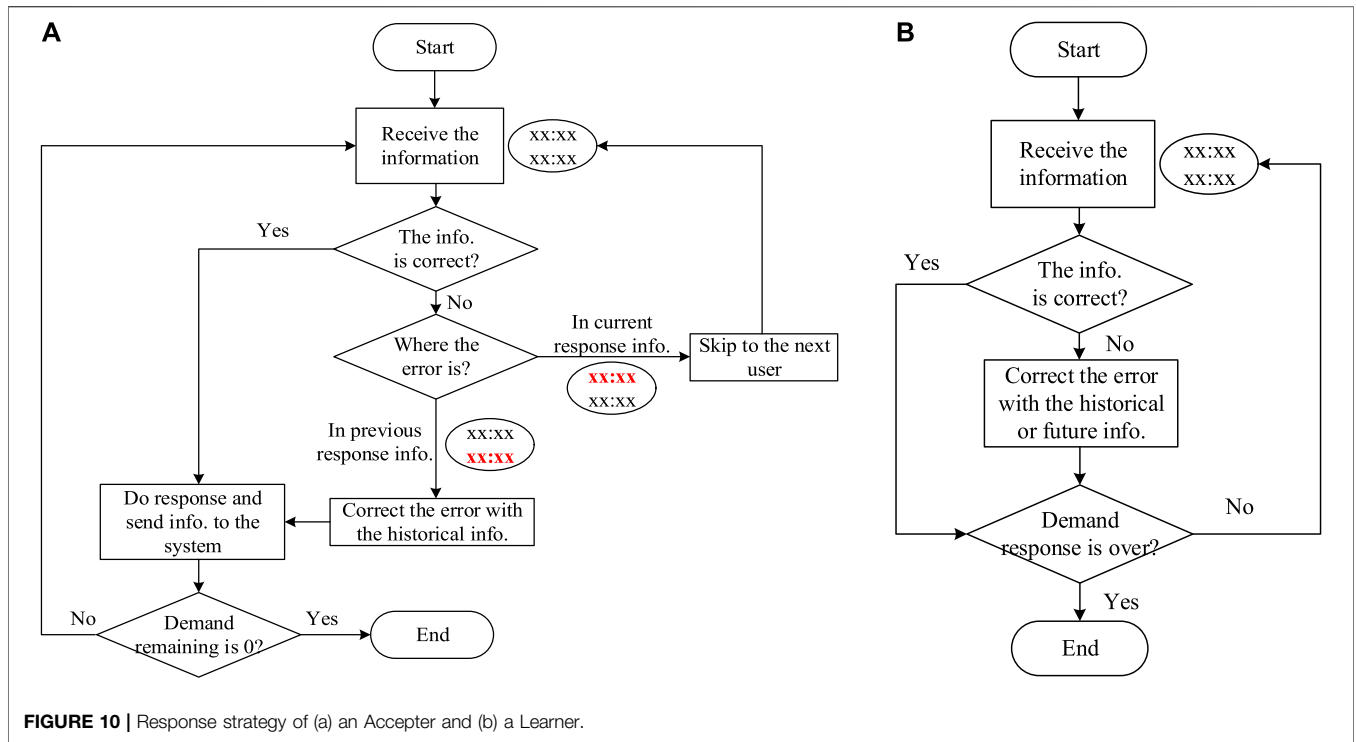 A
Start
Receive the
information
xx:xx
xx:xx
Yes
The info.
is correct?
No
Where the
error is?
In current
response info.
xx:xx
xx:xx
Skip to the next
user
In previous
response info.
xx:xx
xx:xx
Do response and
send info. to the
system
Correct the error with
the historical info.
No
Demand
remaining is 0?
Yes
End
B
Start
Receive the
information
xx:xx
xx:xx
Yes
The info.
is correct?
No
Correct the error
with the historical
or future info.
Demand
response is over?
No
Yes
End
FIGURE 10 | Response strategy of (a) an Accepter and (b) a Learner.